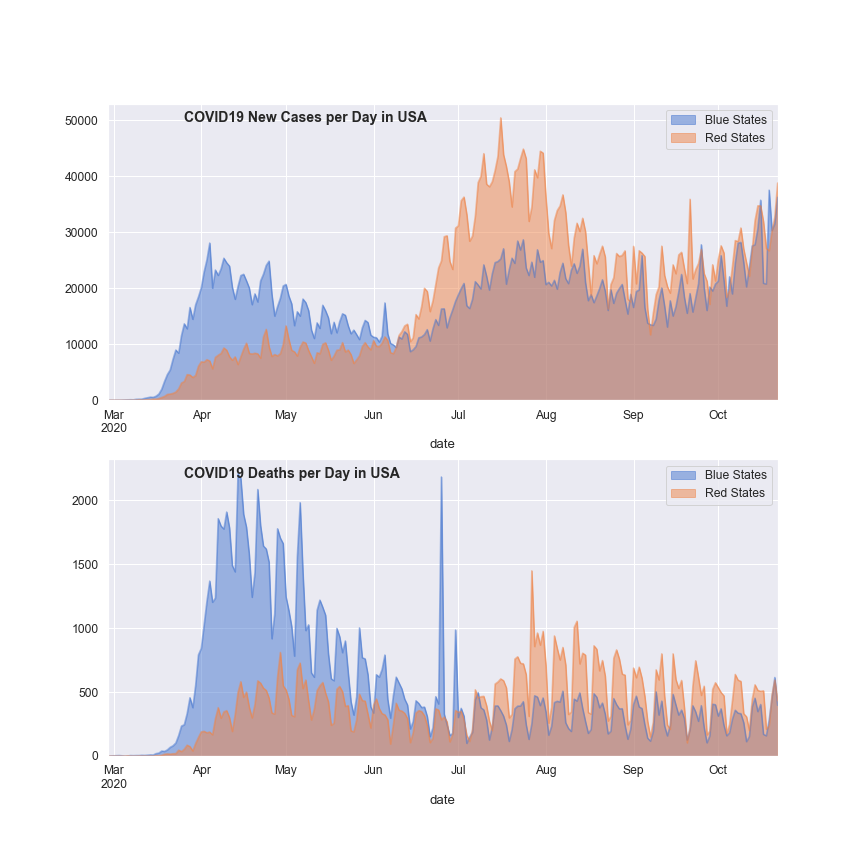 COVID19 New Cases per Day in USA
Blue States
Red States
50000
40000
30000
20000
10000
0
Mar Apr May Jun Jul Aug Sep Oct
2020
date
COVID19 Deaths per Day in USA
Blue States
Red States
2000
1500
1000
500
0
Mar Apr May Jun Jul Aug Sep Oct
2020
date